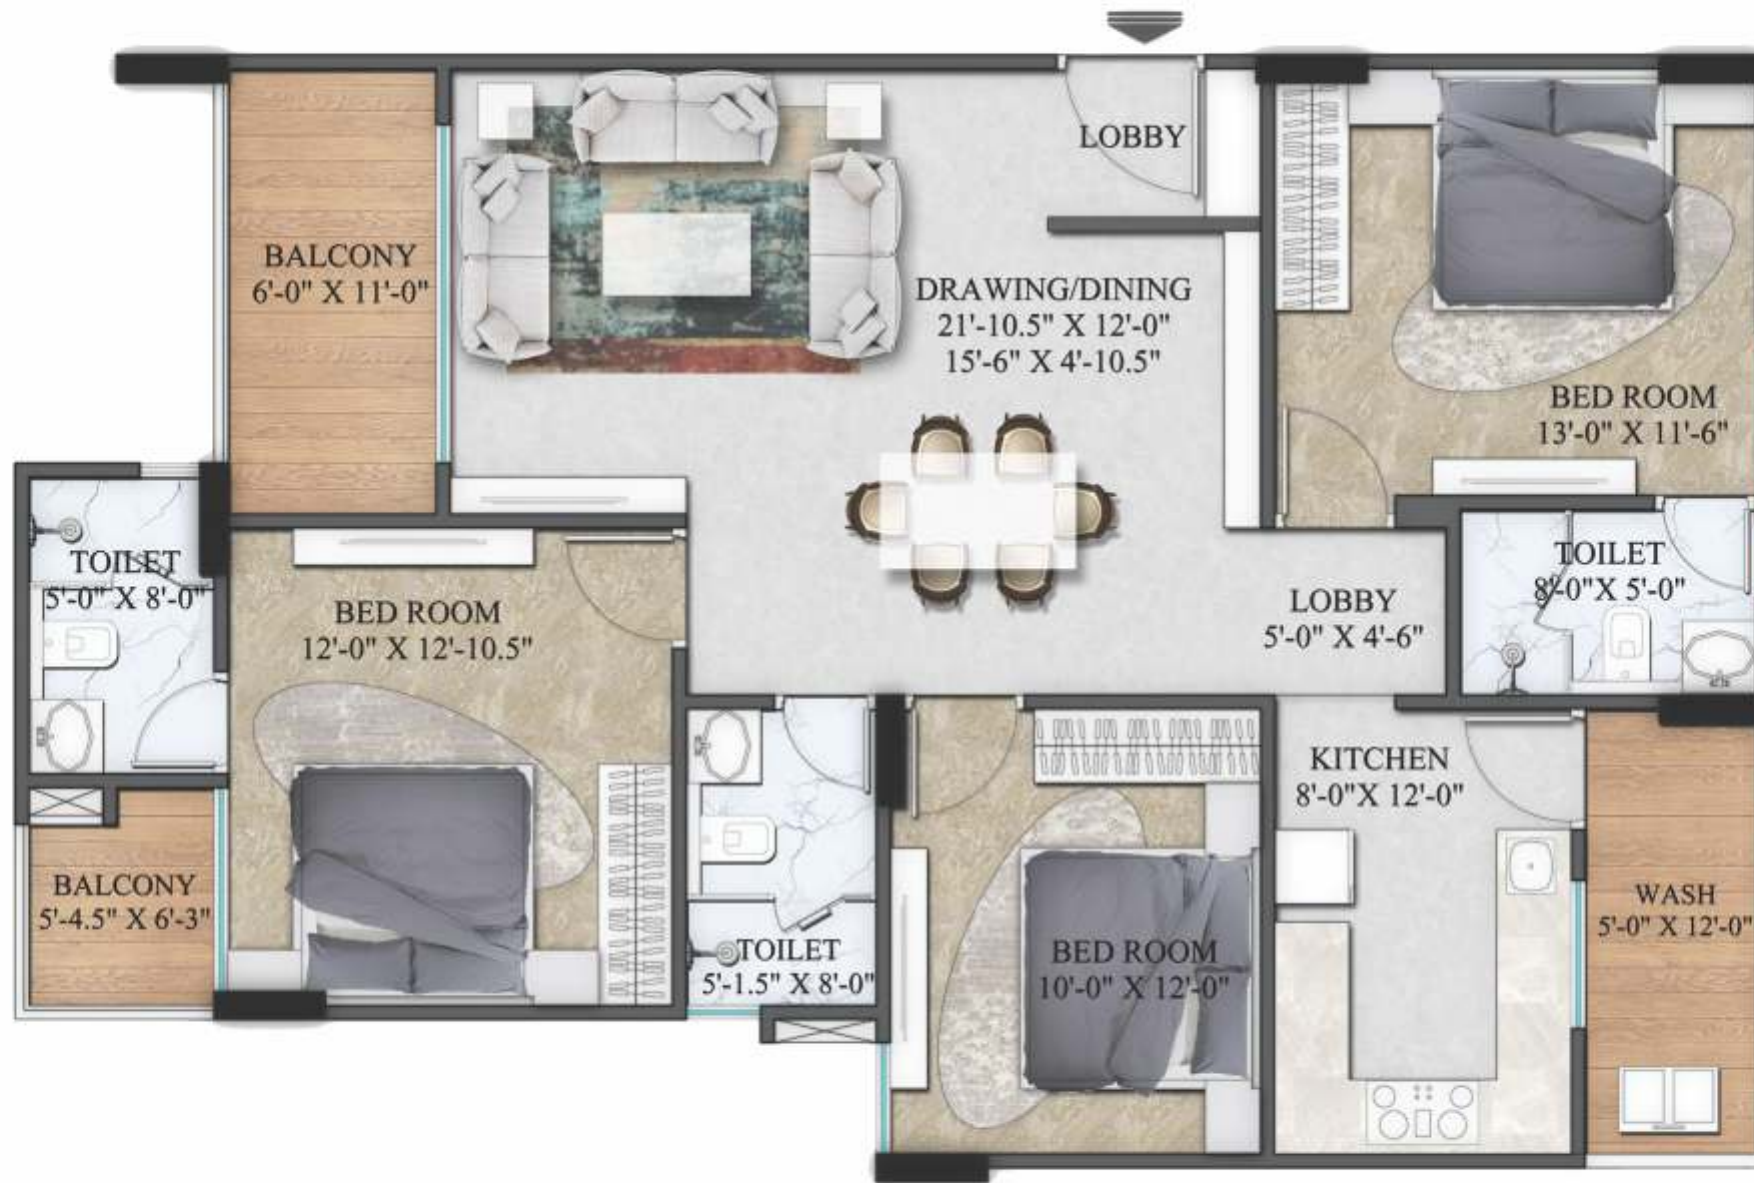 LOBBY
BALCONY
6'-0" X 11'-0"
DRAWING/DINING
21'-10.5" X 12'-0"
15'-6" X 4'-10.5"
BED ROOM
13'-0" X 11'-6"
TOILET
5'-0" X 8'-0"
BED ROOM
12'-0" X 12'-10.5"
LOBBY
5'-0" X 4'-6"
TOILET
8'-0"X 5'-0"
KITCHEN
8'-0"X 12'-0"
BALCONY
5'-4.5" X 6'-3"
TOILET
5'-1.5" X 8'-0"
BED ROOM
10'-0" X 12'-0"
WASH
5'-0" X 12'-0"